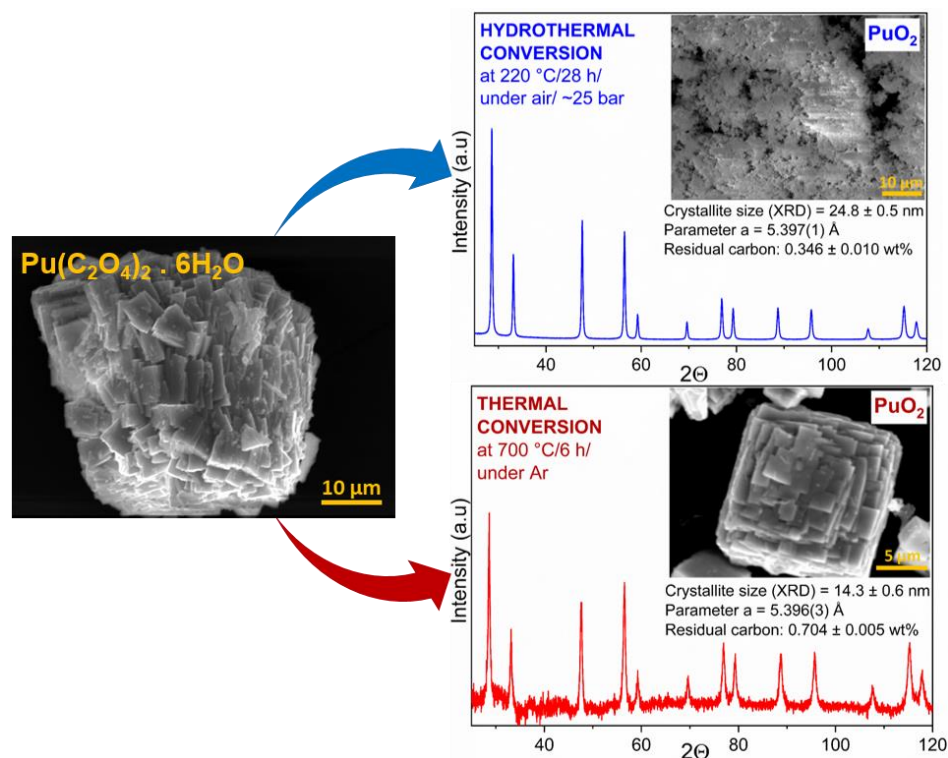 Pu(C₂O₄)₂ . 6H₂O
10 µm
HYDROTHERMAL
CONVERSION
at 220 °C/28 h/
under air/ ~25 bar
PuO₂
10 µm
Crystallite size (XRD) = 24.8 ± 0.5 nm
Parameter a = 5.397(1) Å
Residual carbon: 0.346 ± 0.010 wt%
Intensity (a.u)
40 60 80 100 120
2Θ
THERMAL
CONVERSION
at 700 °C/6 h/
under Ar
PuO₂
5 µm
Crystallite size (XRD) = 14.3 ± 0.6 nm
Parameter a = 5.396(3) Å
Residual carbon: 0.704 ± 0.005 wt%
Intensity (a.u)
40 60 80 100 120
2Θ